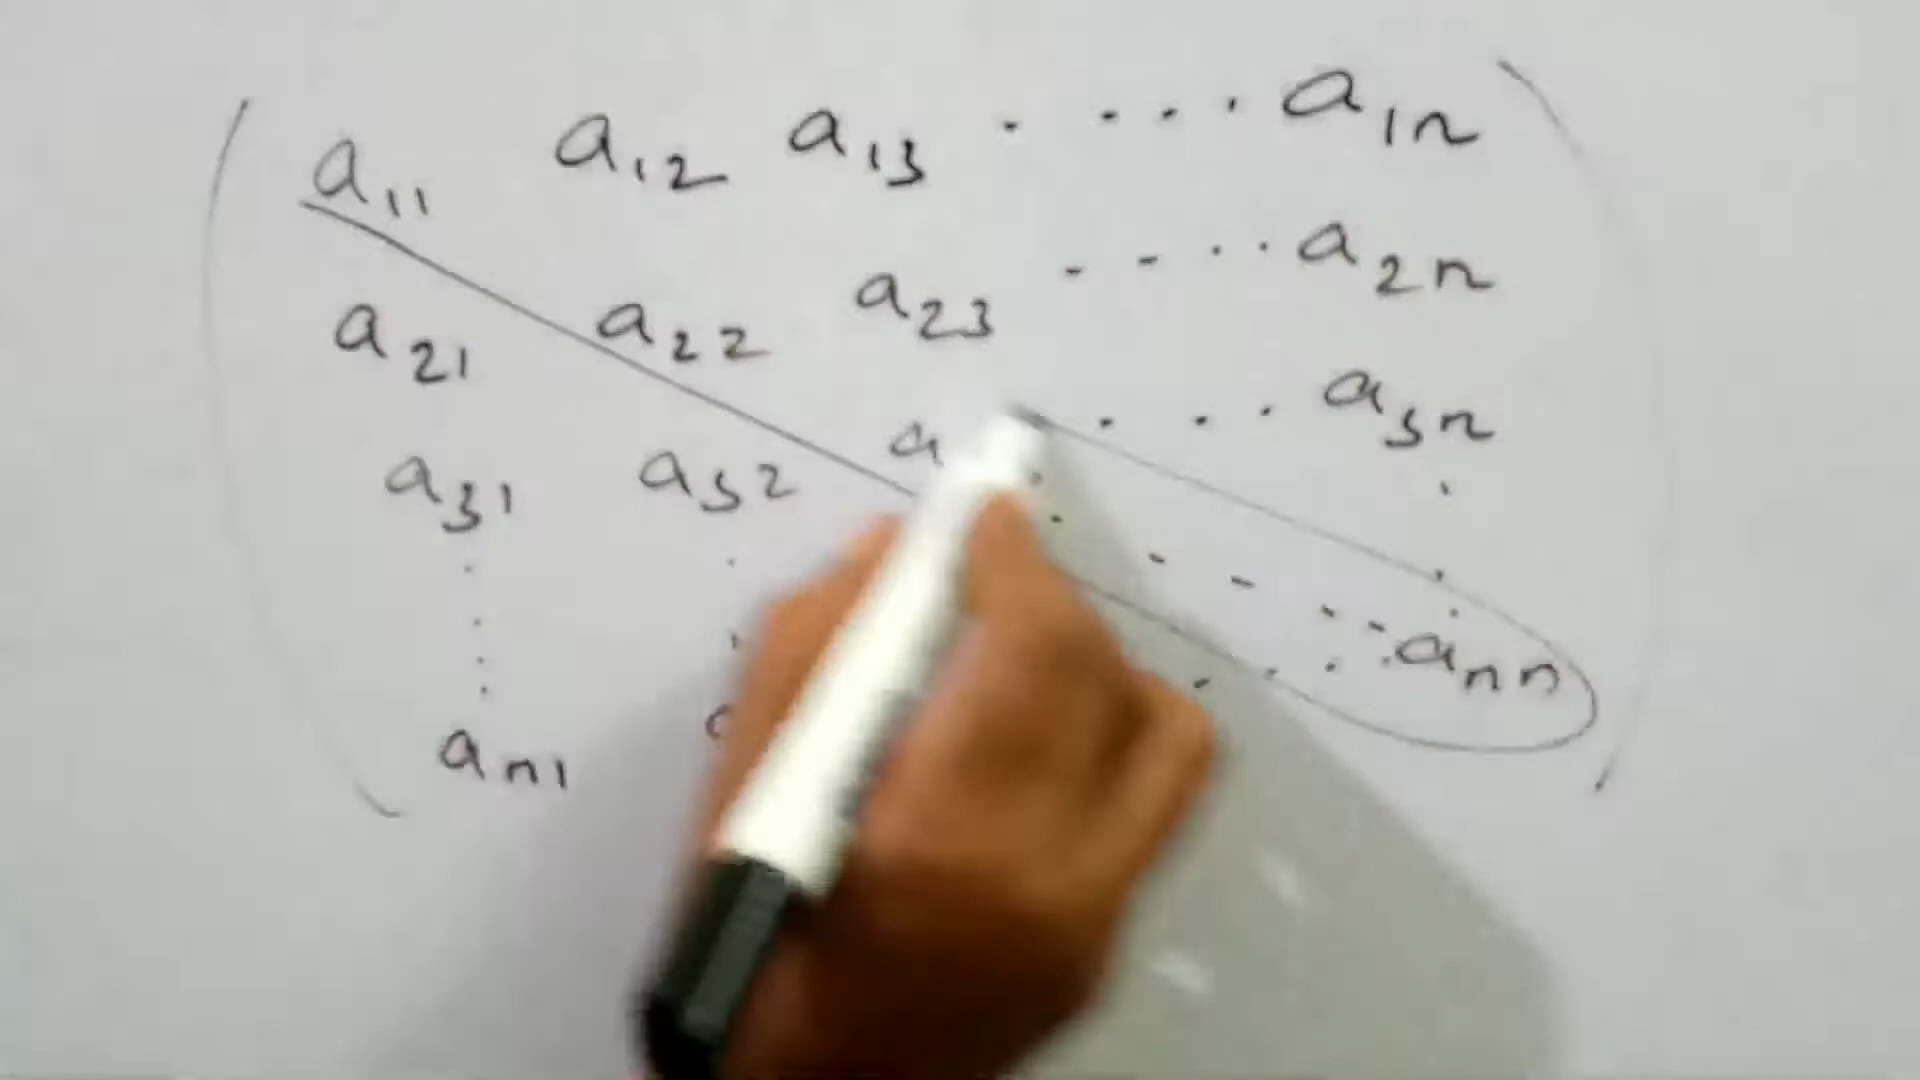 a11 a12 a13 . . . . a1n
a21 a22 a23 - - . . a2n
a31 a32 a . . . a3n
an1 . . . . ann